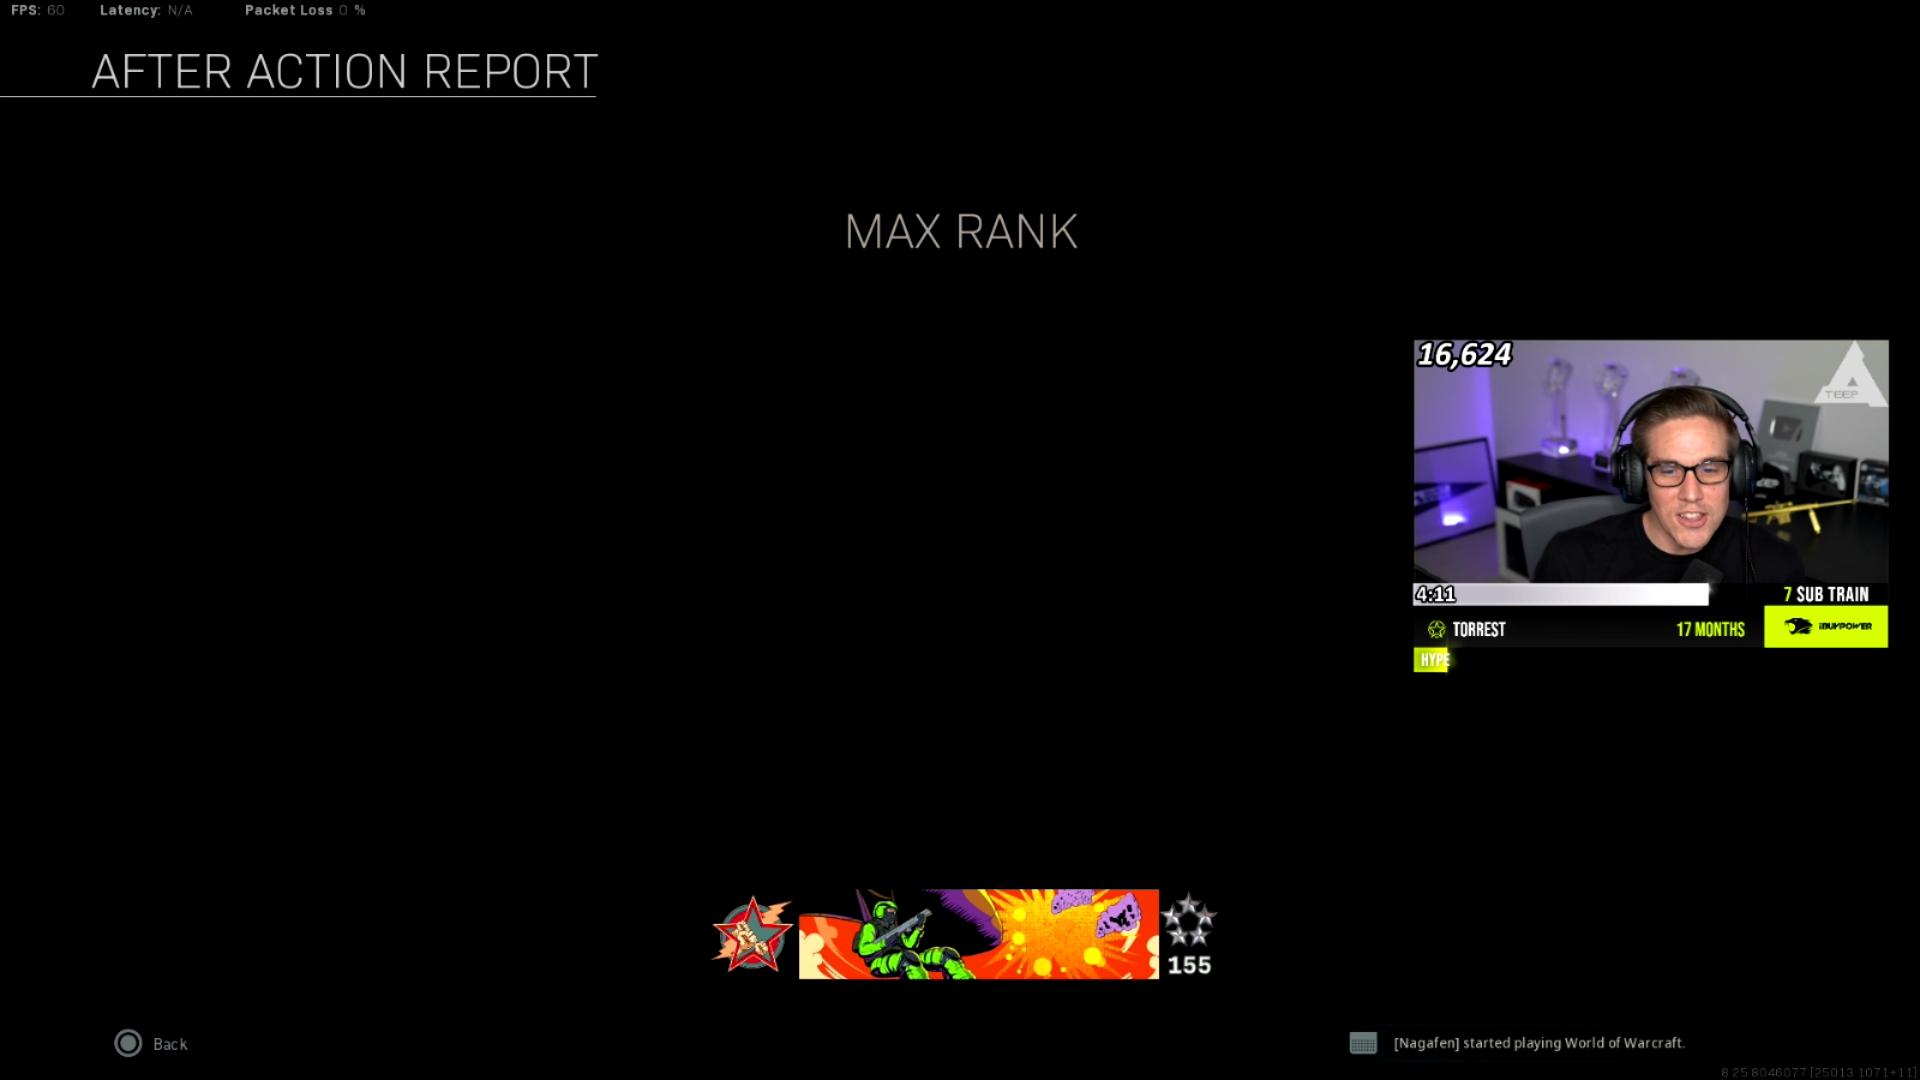 FPS: 60 Latency: N/A Packet Loss 0 %
AFTER ACTION REPORT
MAX RANK
16,624
TEEP
4:11
7 SUB TRAIN
TORREST 17 MONTHS
iBUYPOWER
HYPE
155
Back
[Nagafen] started playing World of Warcraft.
8 25 8046077 [25013 1071+11]